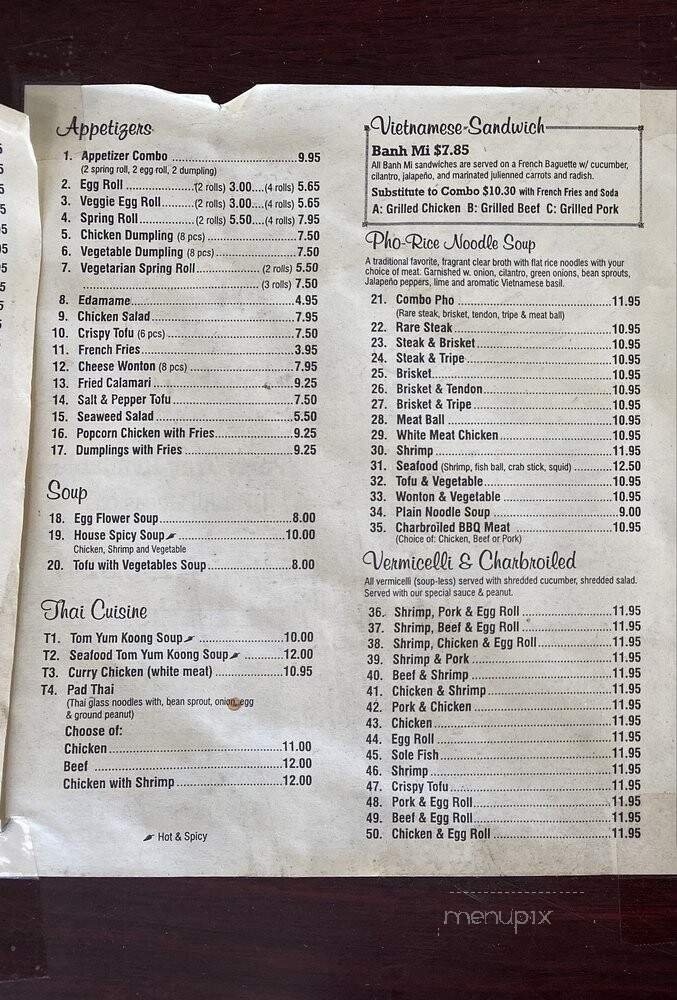 Appetizers
1. Appetizer Combo ........ 9.95
(2 spring roll, 2 egg roll, 2 dumpling)
2. Egg Roll ........ (2 rolls) 3.00....(4 rolls) 5.65
3. Veggie Egg Roll ........ (2 rolls) 3.00....(4 rolls) 5.65
4. Spring Roll ........ (2 rolls) 5.50....(4 rolls) 7.95
5. Chicken Dumpling (8 pcs) ........ 7.50
6. Vegetable Dumpling (8 pcs) ........ 7.50
7. Vegetarian Spring Roll ........ (2 rolls) 5.50
........ (3 rolls) 7.50
8. Edamame ........ 4.95
9. Chicken Salad ........ 7.95
10. Crispy Tofu (6 pcs) ........ 7.50
11. French Fries ........ 3.95
12. Cheese Wonton (8 pcs) ........ 7.95
13. Fried Calamari ........ 9.25
14. Salt & Pepper Tofu ........ 7.50
15. Seaweed Salad ........ 5.50
16. Popcorn Chicken with Fries ........ 9.25
17. Dumplings with Fries ........ 9.25
Soup
18. Egg Flower Soup ........ 8.00
19. House Spicy Soup ........ 10.00
Chicken, Shrimp and Vegetable
20. Tofu with Vegetables Soup ........ 8.00
Thai Cuisine
T1. Tom Yum Koong Soup ........ 10.00
T2. Seafood Tom Yum Koong Soup ........ 12.00
T3. Curry Chicken (white meat) ........ 10.95
T4. Pad Thai
(Thai glass noodles with, bean sprout, onion, egg
& ground peanut)
Choose of:
Chicken ........ 11.00
Beef ........ 12.00
Chicken with Shrimp ........ 12.00
Hot & Spicy
Vietnamese Sandwich
Banh Mi $7.85
All Banh Mi sandwiches are served on a French Baguette w/ cucumber,
cilantro, jalapeño, and marinated julienned carrots and radish.
Substitute to Combo $10.30 with French Fries and Soda
A: Grilled Chicken B: Grilled Beef C: Grilled Pork
Pho-Rice Noodle Soup
A traditional favorite, fragrant clear broth with flat rice noodles with your
choice of meat. Garnished w. onion, cilantro, green onions, bean sprouts,
Jalapeño peppers, lime and aromatic Vietnamese basil.
21. Combo Pho ........ 11.95
(Rare steak, brisket, tendon, tripe & meat ball)
22. Rare Steak ........ 10.95
23. Steak & Brisket ........ 10.95
24. Steak & Tripe ........ 10.95
25. Brisket ........ 10.95
26. Brisket & Tendon ........ 10.95
27. Brisket & Tripe ........ 10.95
28. Meat Ball ........ 10.95
29. White Meat Chicken ........ 10.95
30. Shrimp ........ 11.95
31. Seafood (Shrimp, fish ball, crab stick, squid) ........ 12.50
32. Tofu & Vegetable ........ 10.95
33. Wonton & Vegetable ........ 10.95
34. Plain Noodle Soup ........ 9.00
35. Charbroiled BBQ Meat ........ 10.95
(Choice of: Chicken, Beef or Pork)
Vermicelli & Charbroiled
All vermicelli (soup-less) served with shredded cucumber, shredded salad.
Served with our special sauce & peanut.
36. Shrimp, Pork & Egg Roll ........ 11.95
37. Shrimp, Beef & Egg Roll ........ 11.95
38. Shrimp, Chicken & Egg Roll ........ 11.95
39. Shrimp & Pork ........ 11.95
40. Beef & Shrimp ........ 11.95
41. Chicken & Shrimp ........ 11.95
42. Pork & Chicken ........ 11.95
43. Chicken ........ 11.95
44. Egg Roll ........ 11.95
45. Sole Fish ........ 11.95
46. Shrimp ........ 11.95
47. Crispy Tofu ........ 11.95
48. Pork & Egg Roll ........ 11.95
49. Beef & Egg Roll ........ 11.95
50. Chicken & Egg Roll ........ 11.95
menupix